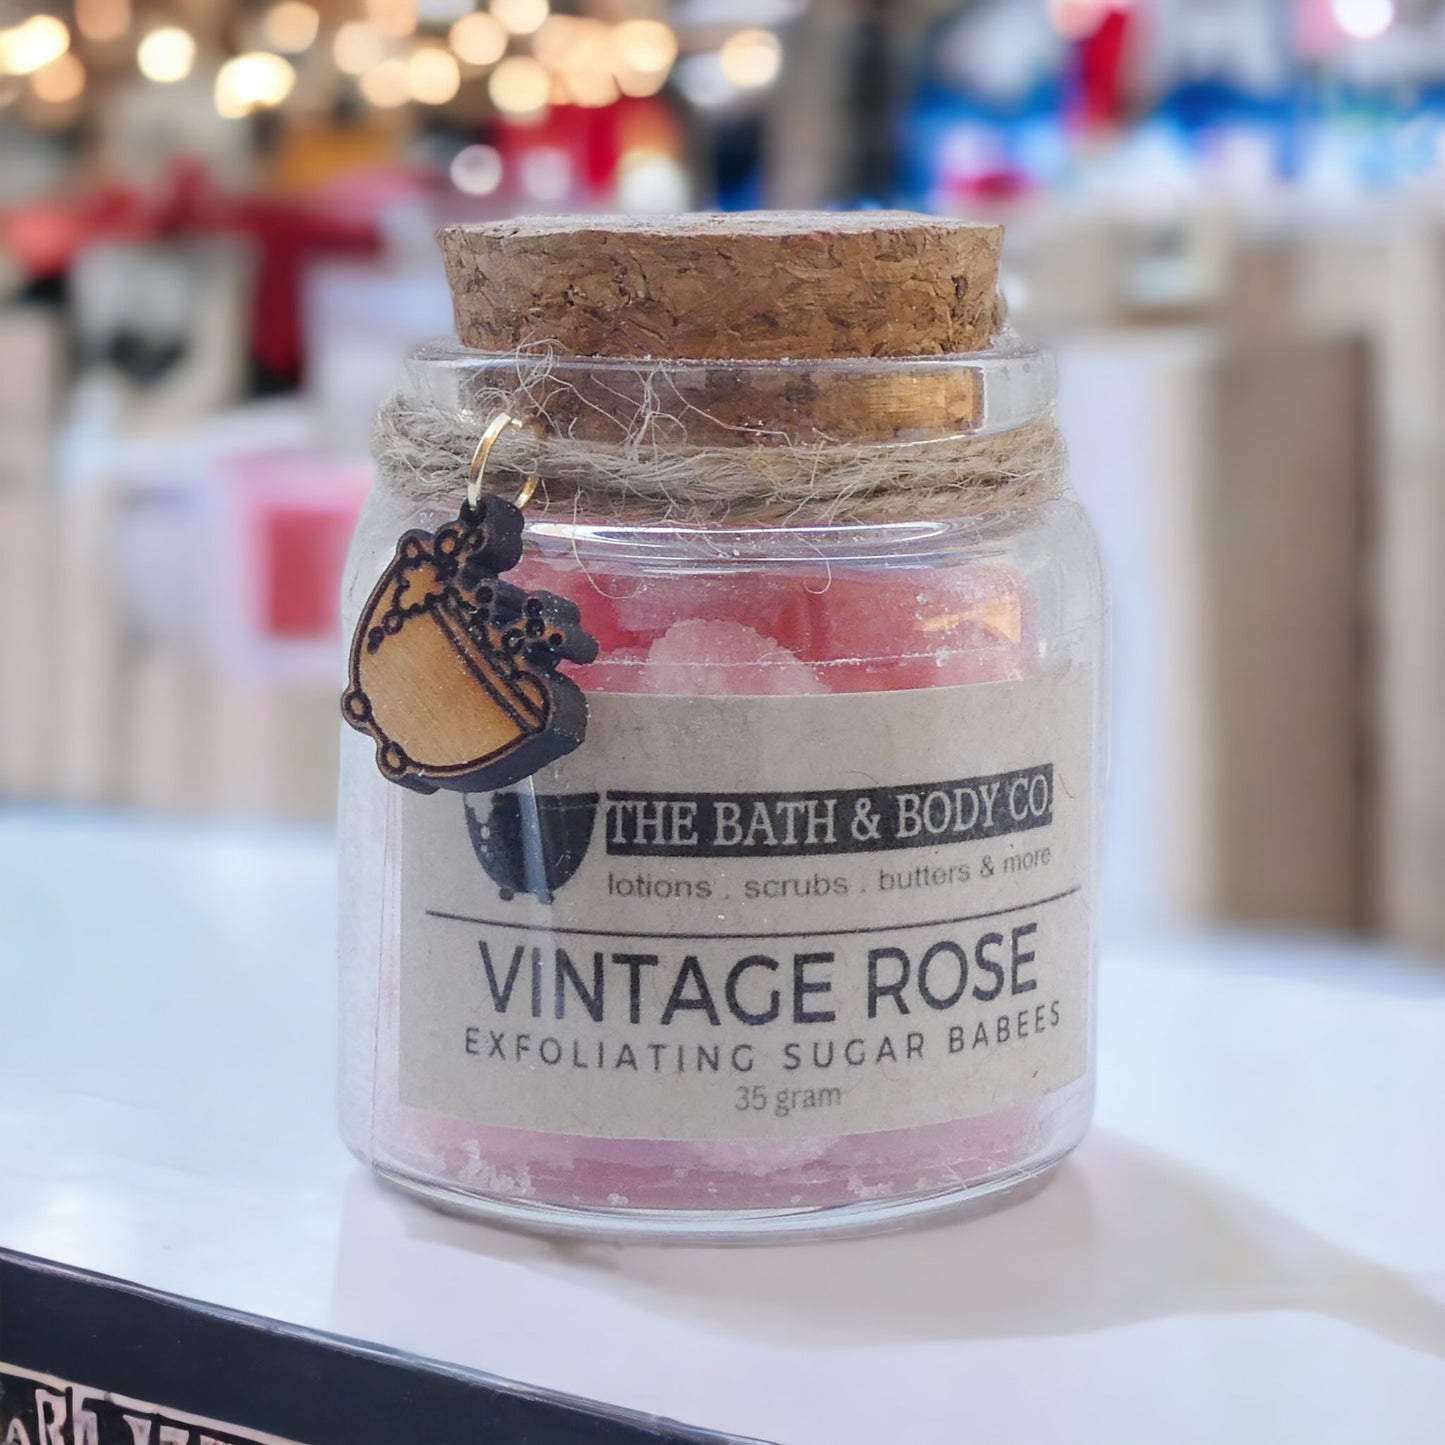 THE BATH & BODY CO.
lotions . scrubs . butters & more
VINTAGE ROSE
EXFOLIATING SUGAR BABEES
35 gram